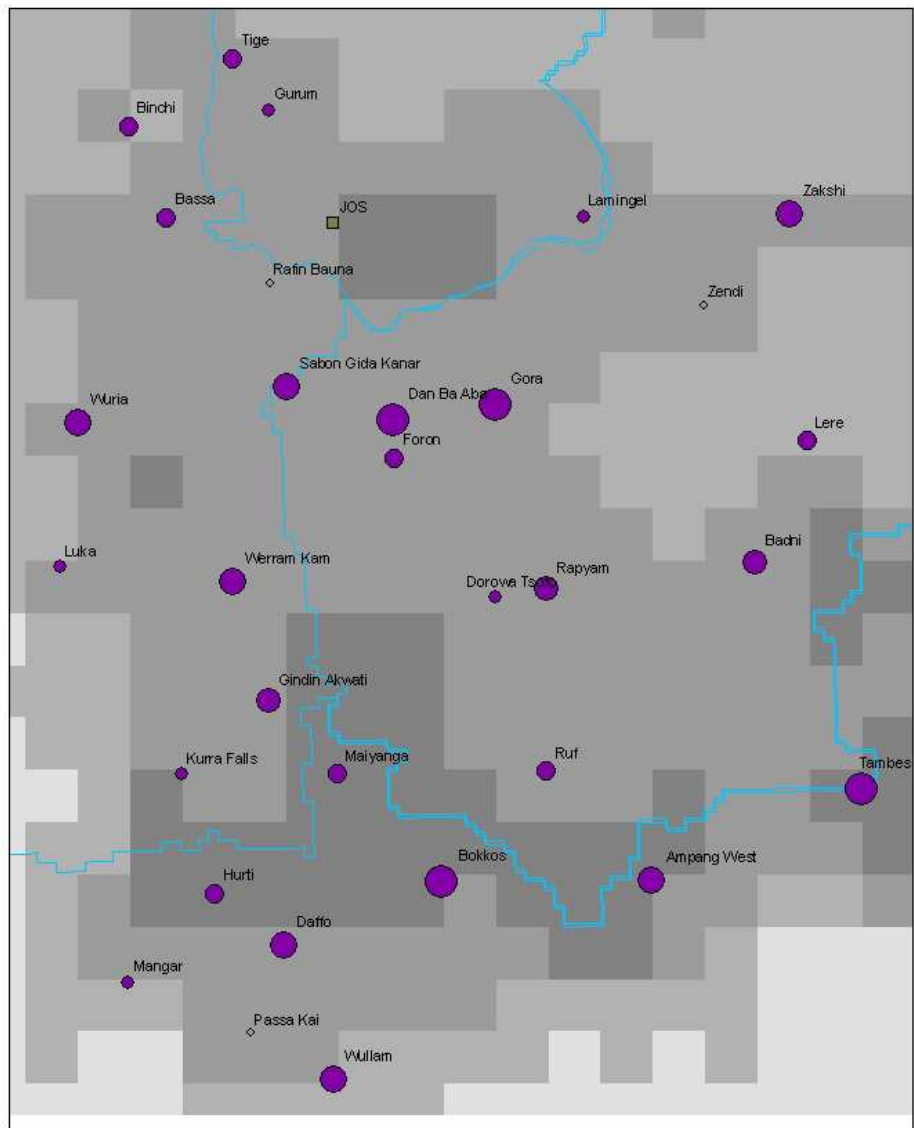 Tige
Gurum
Binchi
Bassa
JOS
Lamingel
Zakshi
Rafin Bauna
Zendi
Sabon Gida Kanar
Gora
Dan Ba Aba
Wuria
Lere
Foron
Luka
Werram Kam
Badni
Dorowa Tsofo
Rapyam
Gindin Akwati
Kurra Falls
Maiyanga
Ruf
Tambes
Bokkos
Ampang West
Hurti
Daffo
Mangar
Passa Kai
Wullam